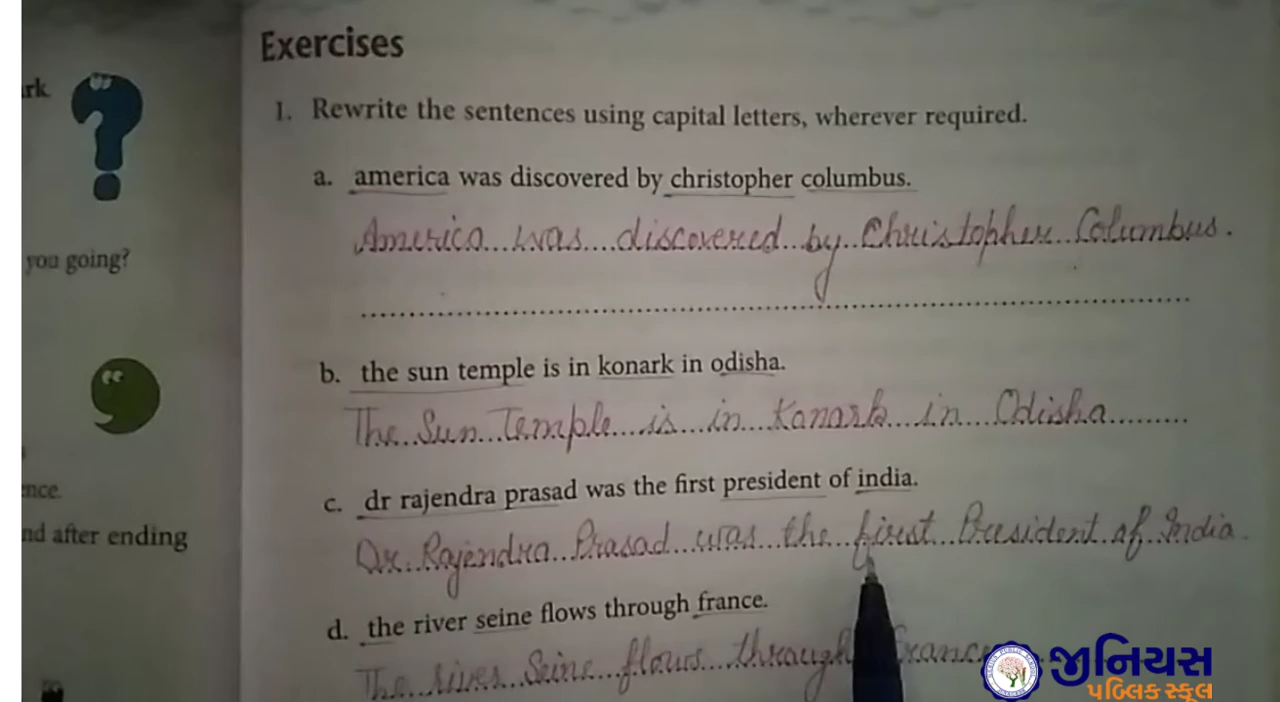 Exercises
rk.
1. Rewrite the sentences using capital letters, wherever required.
a. america was discovered by christopher columbus.
America was discovered by Christopher Columbus.
you going?
b. the sun temple is in konark in odisha.
The Sun Temple is in Konark in Odisha
c. dr rajendra prasad was the first president of india.
ence.
nd after ending
Dr. Rajendra Prasad was the first President of India.
d. the river seine flows through france.
The river Seine flows through France
જીનિયસ
પબ્લિક સ્કૂલ